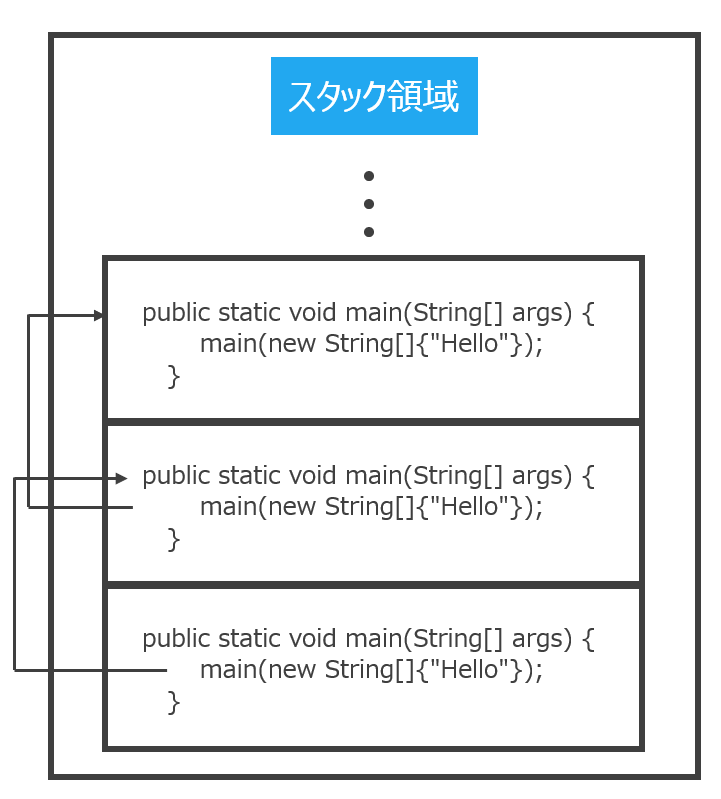 スタック領域
public static void main(String[] args) {
main(new String[]{"Hello"});
}
public static void main(String[] args) {
main(new String[]{"Hello"});
}
public static void main(String[] args) {
main(new String[]{"Hello"});
}